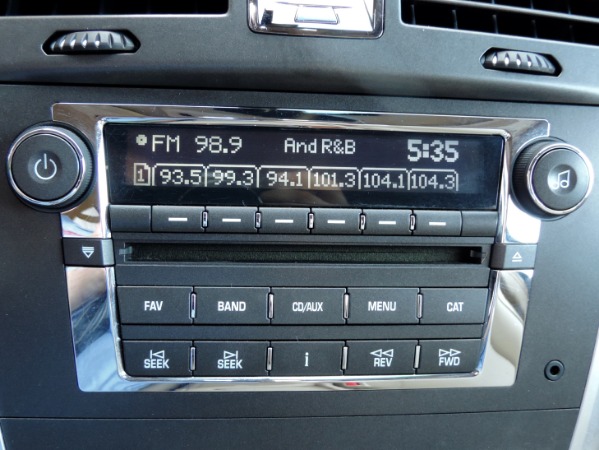 FM 98.9 And R&B 5:35
1 93.5 99.3 94.1 101.3 104.1 104.3
FAV BAND CD/AUX MENU CAT
SEEK SEEK i REV FWD